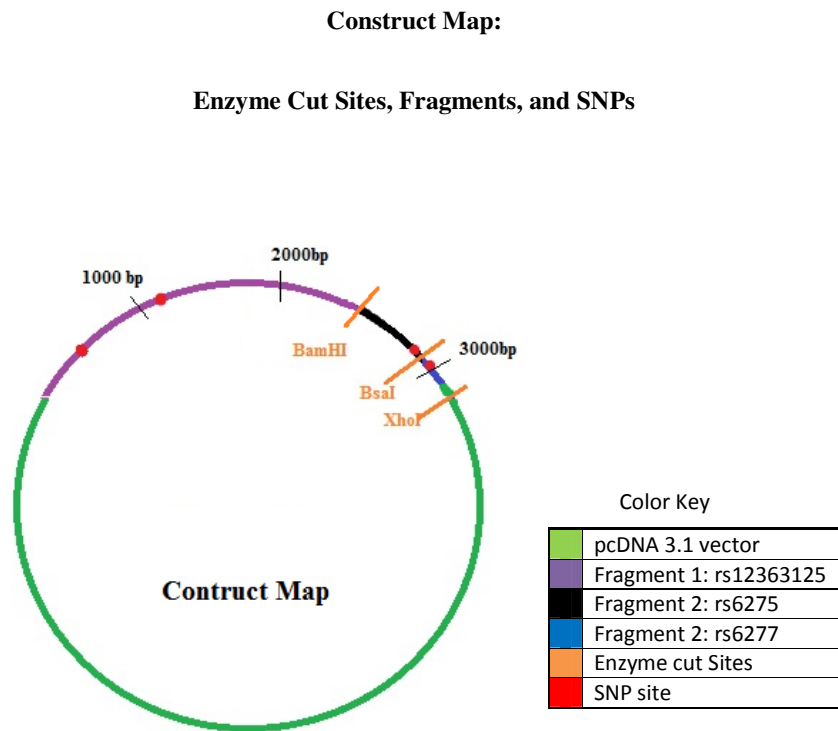 Construct Map:
Enzyme Cut Sites, Fragments, and SNPs
2000bp
1000 bp
BamHI
3000bp
BsaI
XhoI
Color Key
pcDNA 3.1 vector
Fragment 1: rs12363125
Contruct Map
Fragment 2: rs6275
Fragment 2: rs6277
Enzyme cut Sites
SNP site